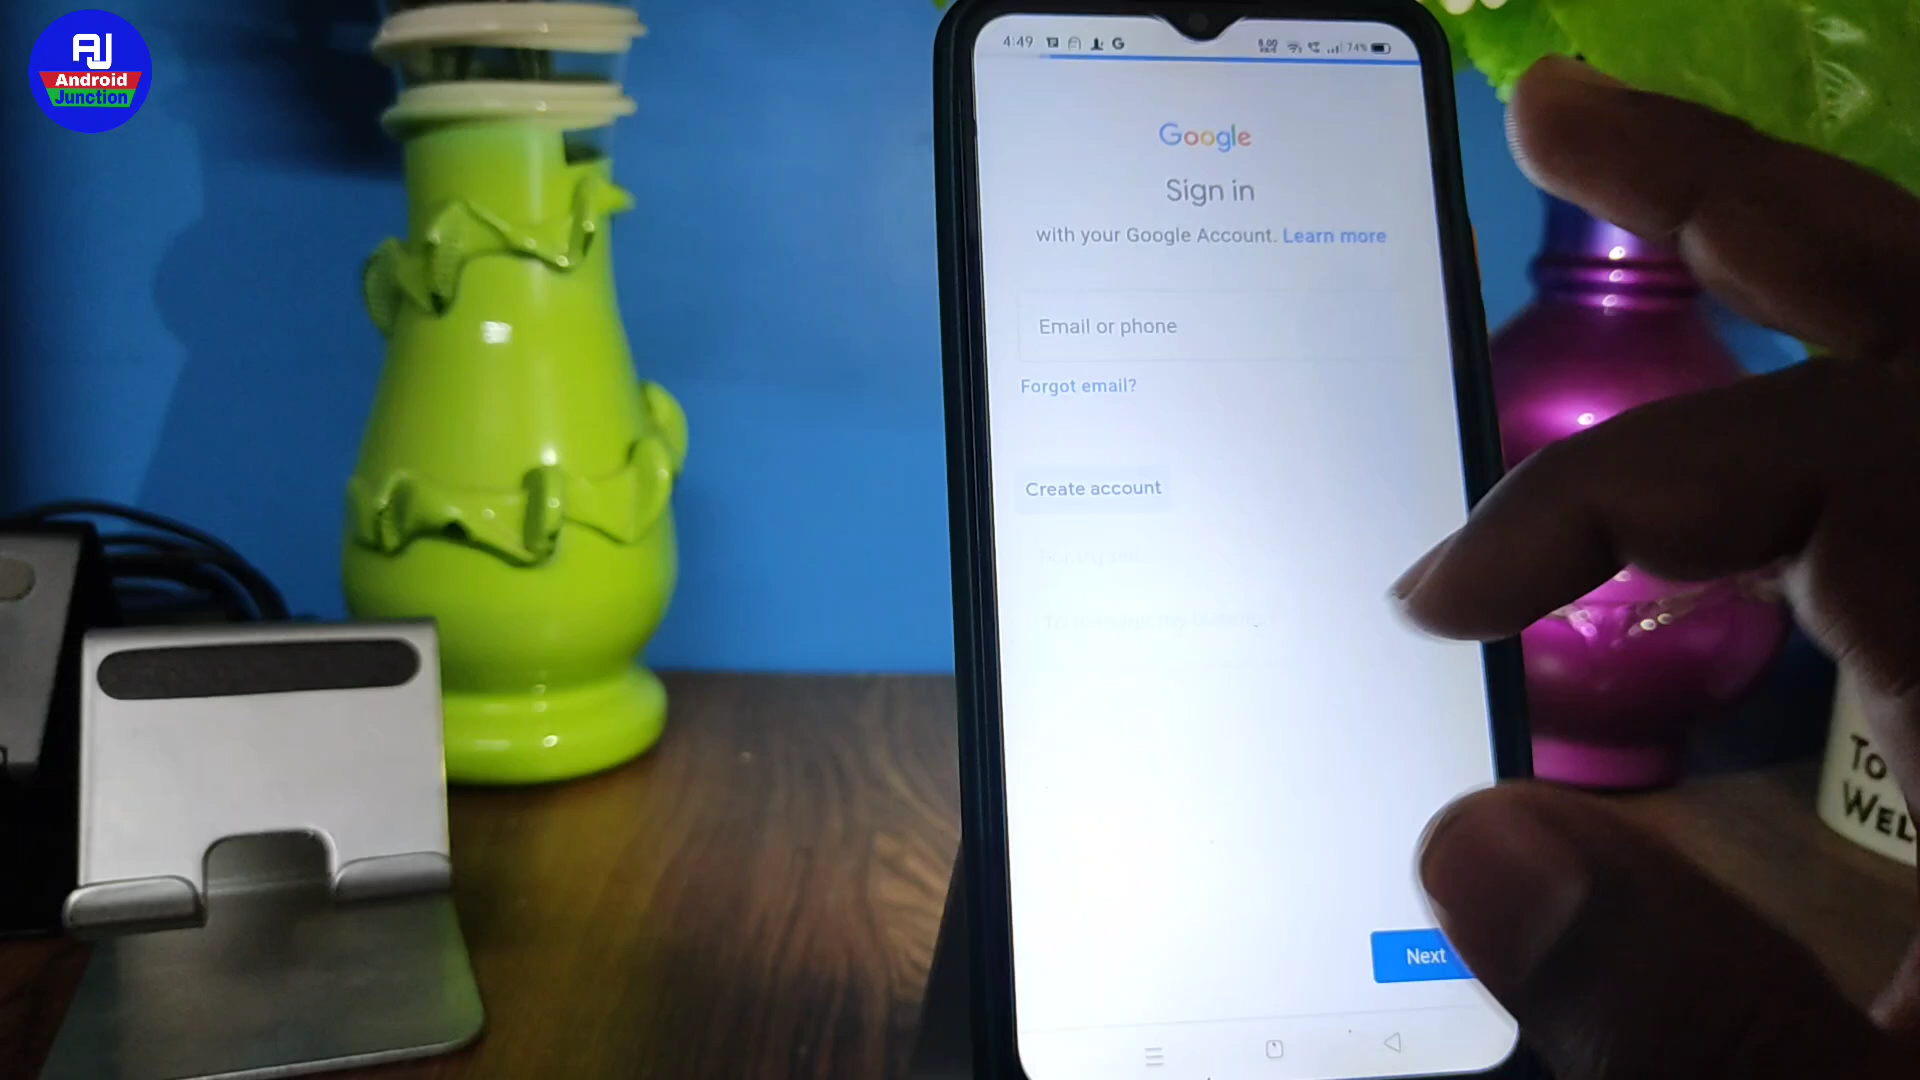 AJ
Android
Junction
4:49
74%
Google
Sign in
with your Google Account. Learn more
Email or phone
Forgot email?
Create account
Next
To
WEL